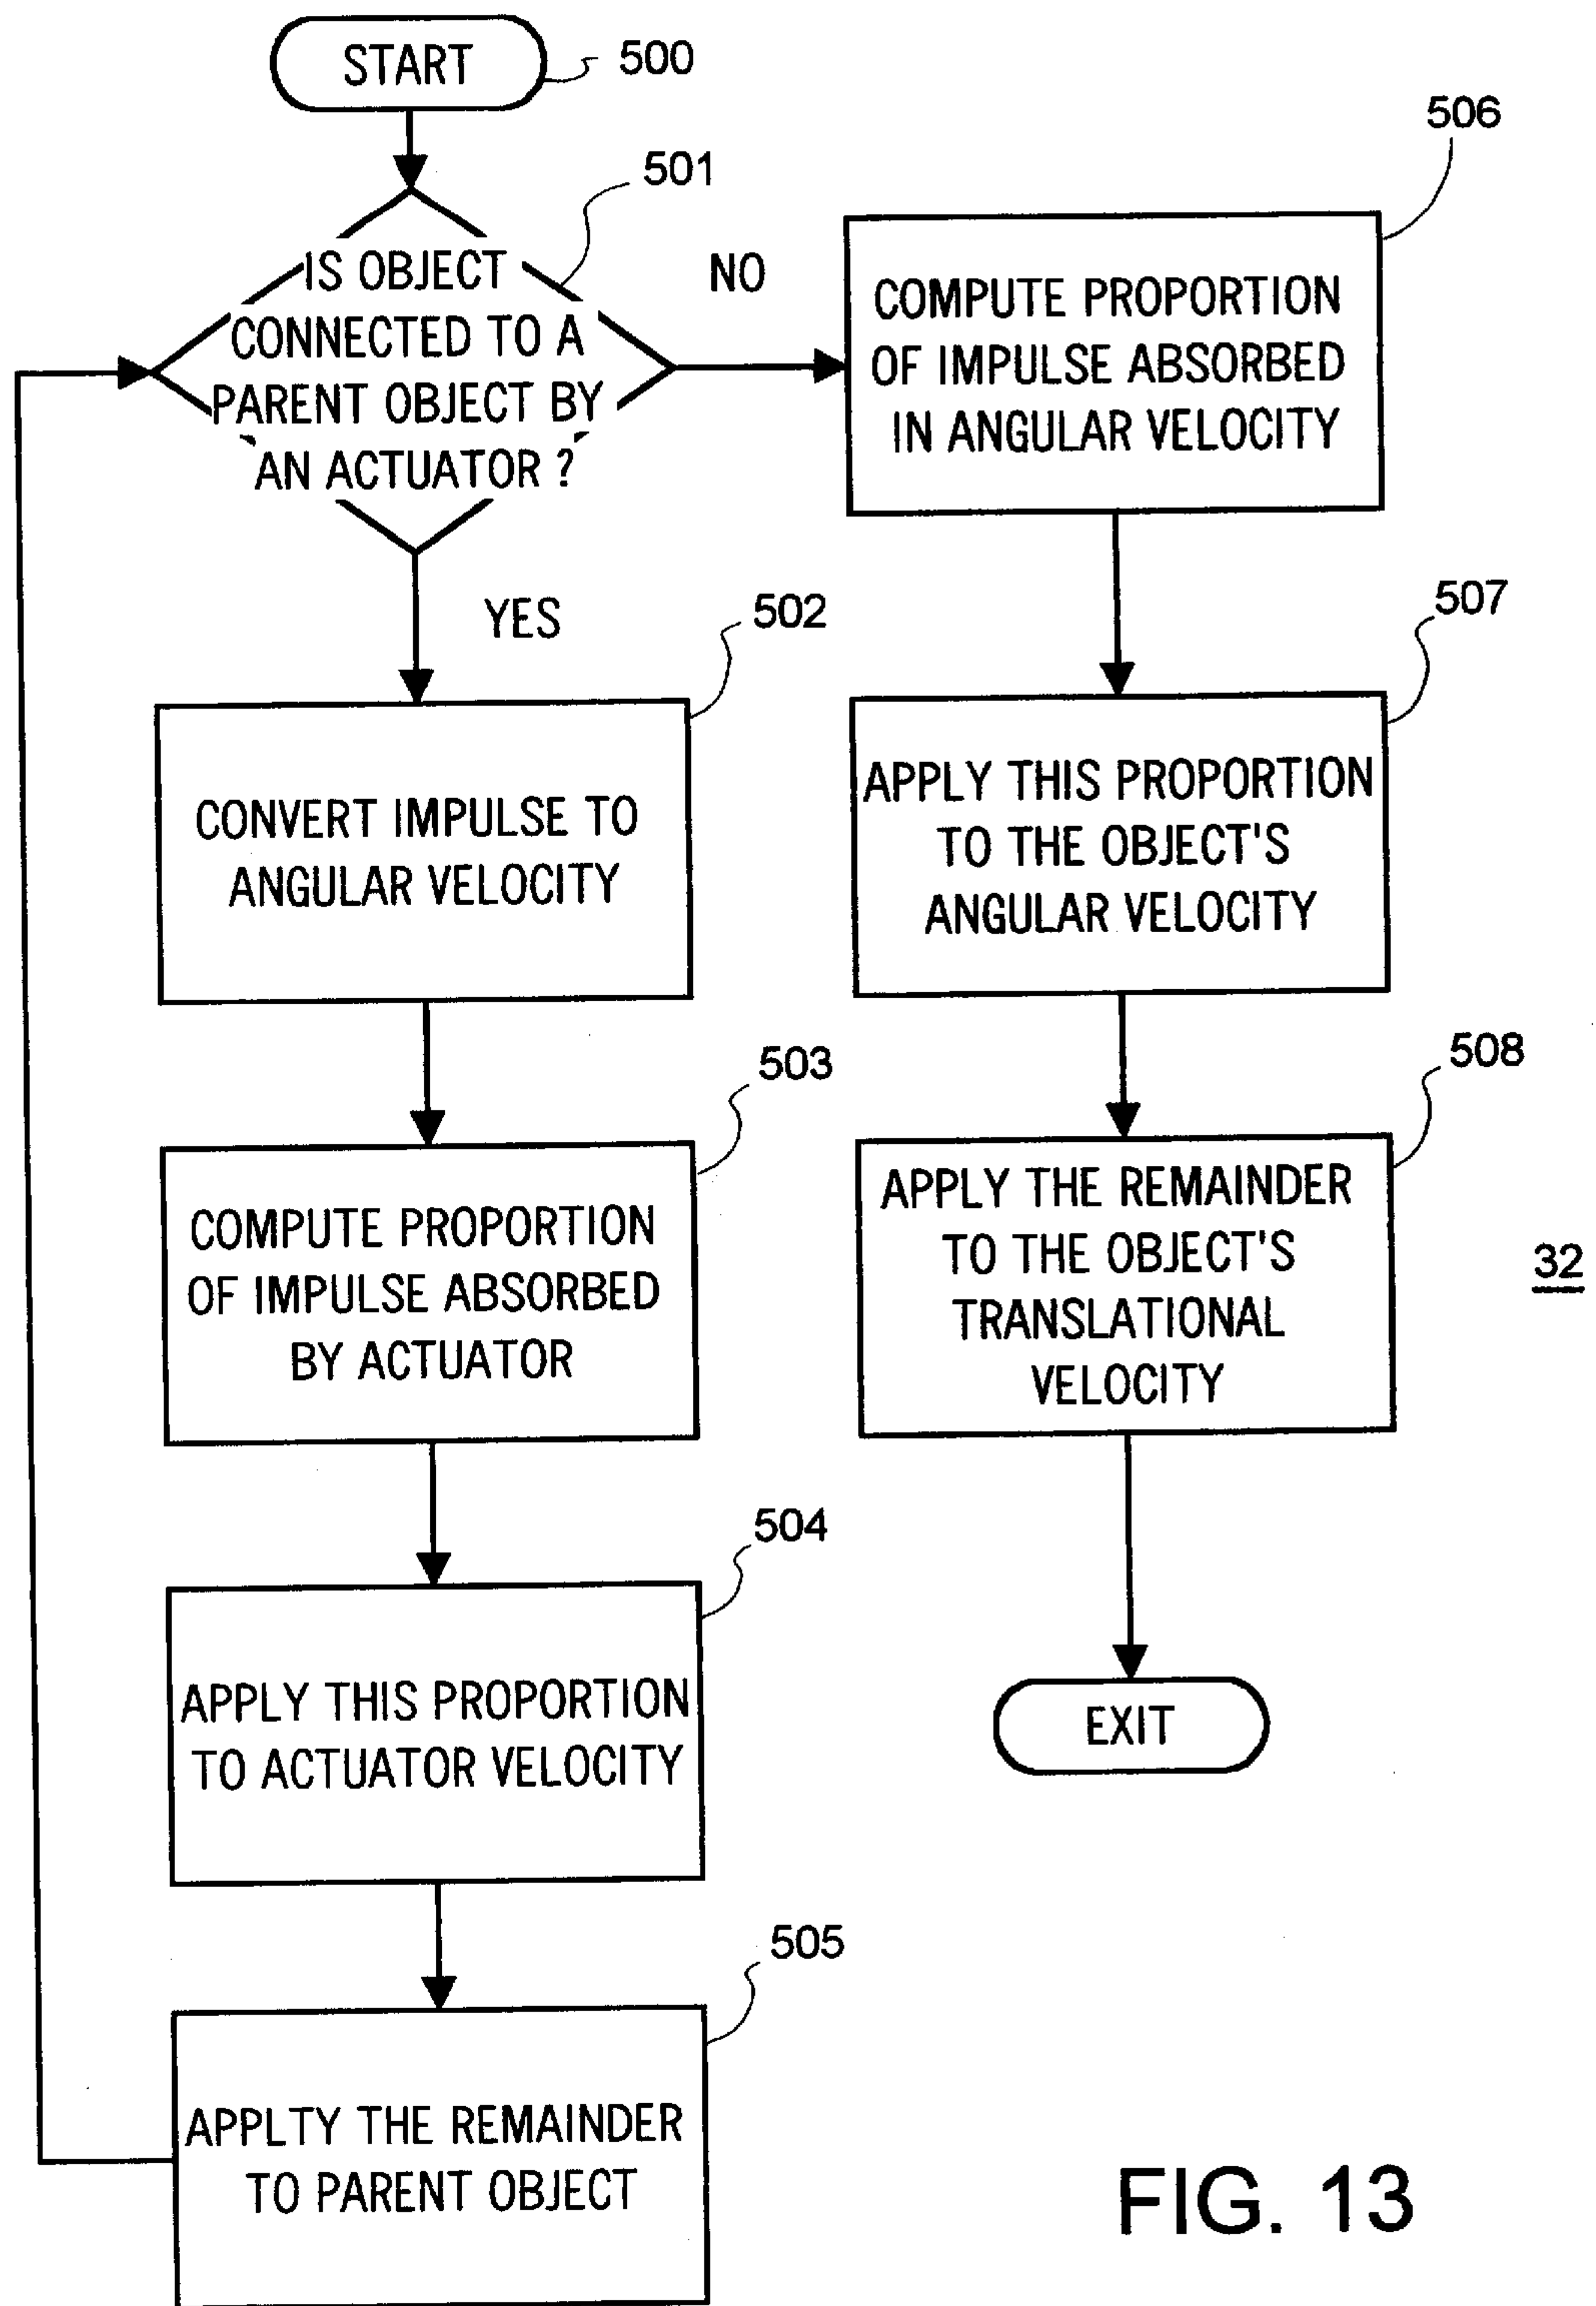 START
500
501
IS OBJECT
CONNECTED TO A
PARENT OBJECT BY
AN ACTUATOR ?
NO
YES
502
CONVERT IMPULSE TO
ANGULAR VELOCITY
503
COMPUTE PROPORTION
OF IMPULSE ABSORBED
BY ACTUATOR
504
APPLY THIS PROPORTION
TO ACTUATOR VELOCITY
505
APPLTY THE REMAINDER
TO PARENT OBJECT
506
COMPUTE PROPORTION
OF IMPULSE ABSORBED
IN ANGULAR VELOCITY
507
APPLY THIS PROPORTION
TO THE OBJECT'S
ANGULAR VELOCITY
508
APPLY THE REMAINDER
TO THE OBJECT'S
TRANSLATIONAL
VELOCITY
EXIT
32
FIG. 13